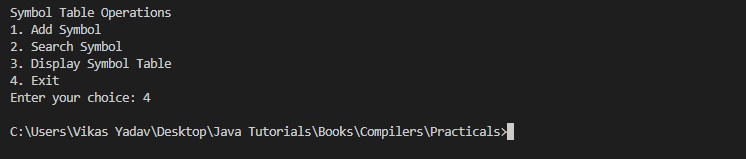 Symbol Table Operations
1. Add Symbol
2. Search Symbol
3. Display Symbol Table
4. Exit
Enter your choice: 4
C:\Users\Vikas Yadav\Desktop\Java Tutorials\Books\Compilers\Practicals>